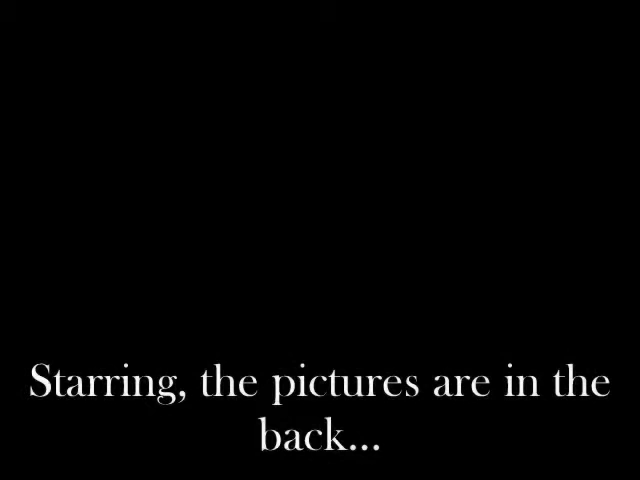 Starring, the pictures are in the
back...